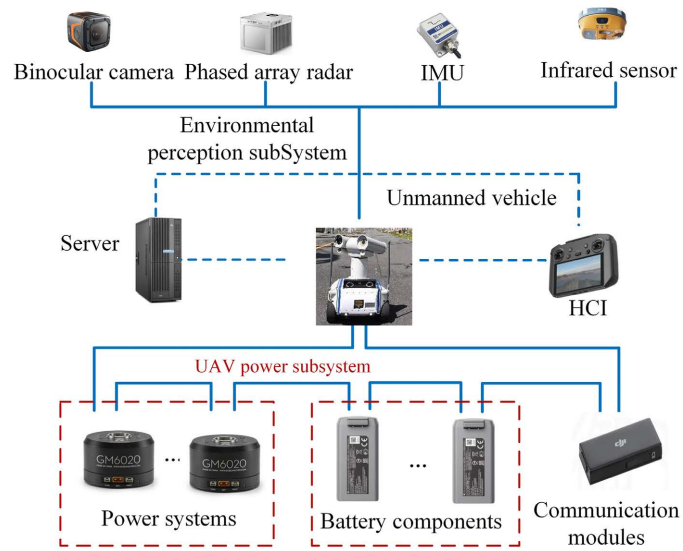 Binocular camera
Phased array radar
IMU
Infrared sensor
Environmental
perception subSystem
Unmanned vehicle
Server
HCI
UAV power subsystem
GM6020
...
GM6020
...
Power systems
Battery components
Communication
modules